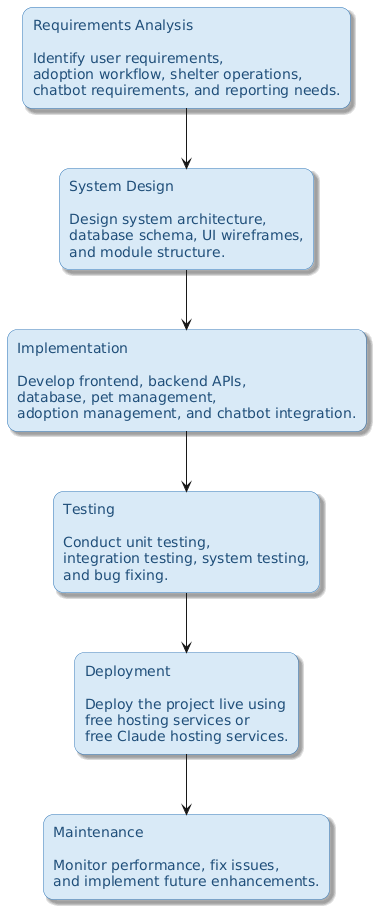 Requirements Analysis
Identify user requirements,
adoption workflow, shelter operations,
chatbot requirements, and reporting needs.
System Design
Design system architecture,
database schema, UI wireframes,
and module structure.
Implementation
Develop frontend, backend APIs,
database, pet management,
adoption management, and chatbot integration.
Testing
Conduct unit testing,
integration testing, system testing,
and bug fixing.
Deployment
Deploy the project live using
free hosting services or
free Claude hosting services.
Maintenance
Monitor performance, fix issues,
and implement future enhancements.